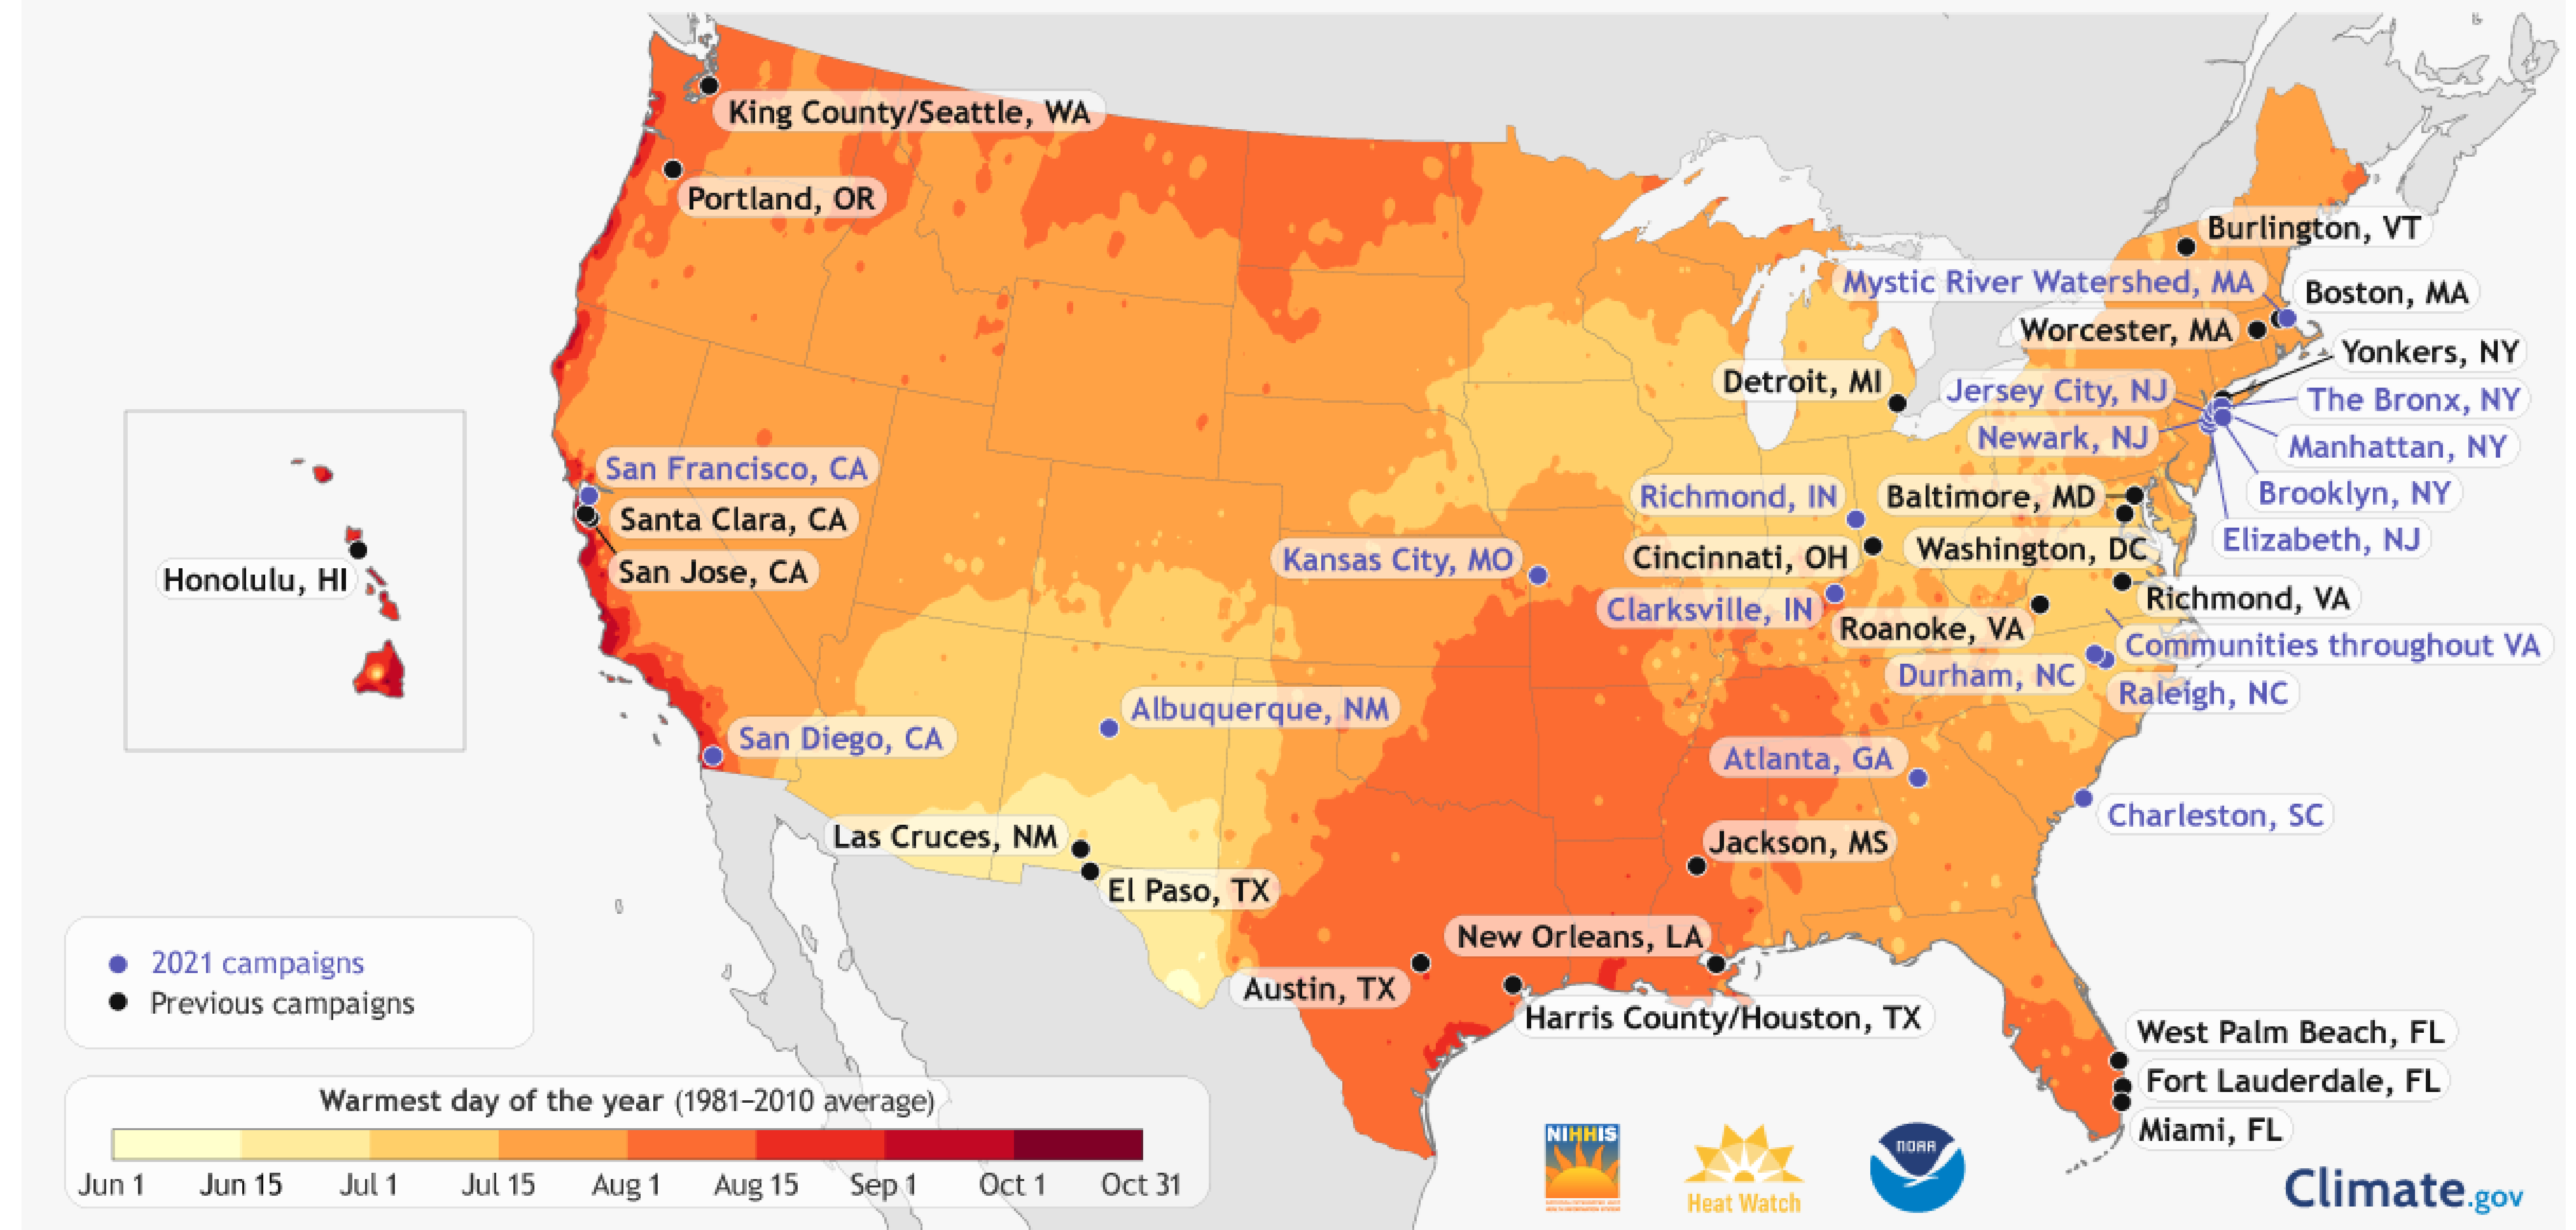 King County/Seattle, WA
Portland, OR
Burlington, VT
Mystic River Watershed, MA
Boston, MA
Worcester, MA
Yonkers, NY
Detroit, MI
Jersey City, NJ
The Bronx, NY
Newark, NJ
Manhattan, NY
San Francisco, CA
Richmond, IN
Baltimore, MD
Brooklyn, NY
Santa Clara, CA
Elizabeth, NJ
San Jose, CA
Kansas City, MO
Cincinnati, OH
Washington, DC
Honolulu, HI
Clarksville, IN
Richmond, VA
Roanoke, VA
Communities throughout VA
Durham, NC
Raleigh, NC
Albuquerque, NM
San Diego, CA
Atlanta, GA
Charleston, SC
Las Cruces, NM
Jackson, MS
El Paso, TX
New Orleans, LA
Austin, TX
Harris County/Houston, TX
West Palm Beach, FL
Fort Lauderdale, FL
Miami, FL
2021 campaigns
Previous campaigns
Warmest day of the year (1981–2010 average)
Jun 1 Jun 15 Jul 1 Jul 15 Aug 1 Aug 15 Sep 1 Oct 1 Oct 31
NIHHIS
Heat Watch
NOAA
Climate.gov